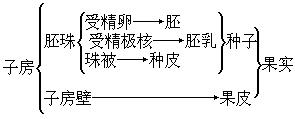 受精卵→胚
胚珠 受精极核→胚乳 种子
珠被→种皮
子房 果实
子房壁→果皮